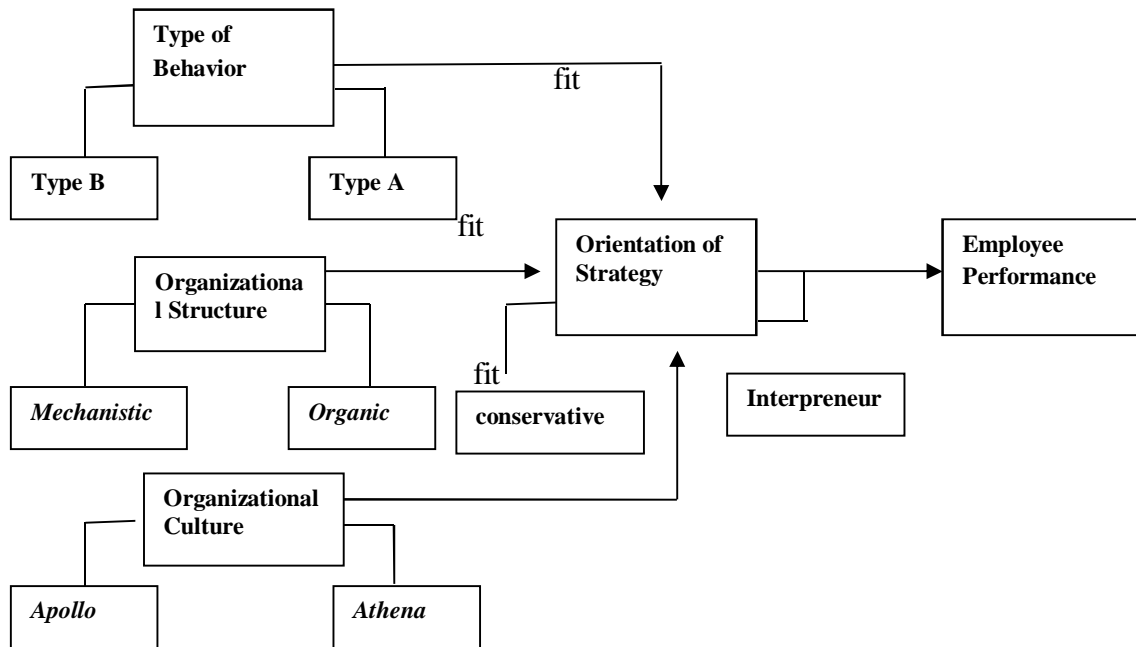 Type of
Behavior
fit
Type B
Type A
fit
Orientation of
Strategy
Employee
Performance
Organizationa
l Structure
fit
Mechanistic
Organic
conservative
Interpreneur
Organizational
Culture
Apollo
Athena